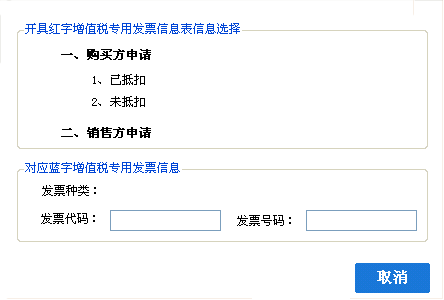 开具红字增值税专用发票信息表信息选择
一、购买方申请
1、已抵扣
2、未抵扣
二、销售方申请
对应蓝字增值税专用发票信息
发票种类：
发票代码： 发票号码：
取消